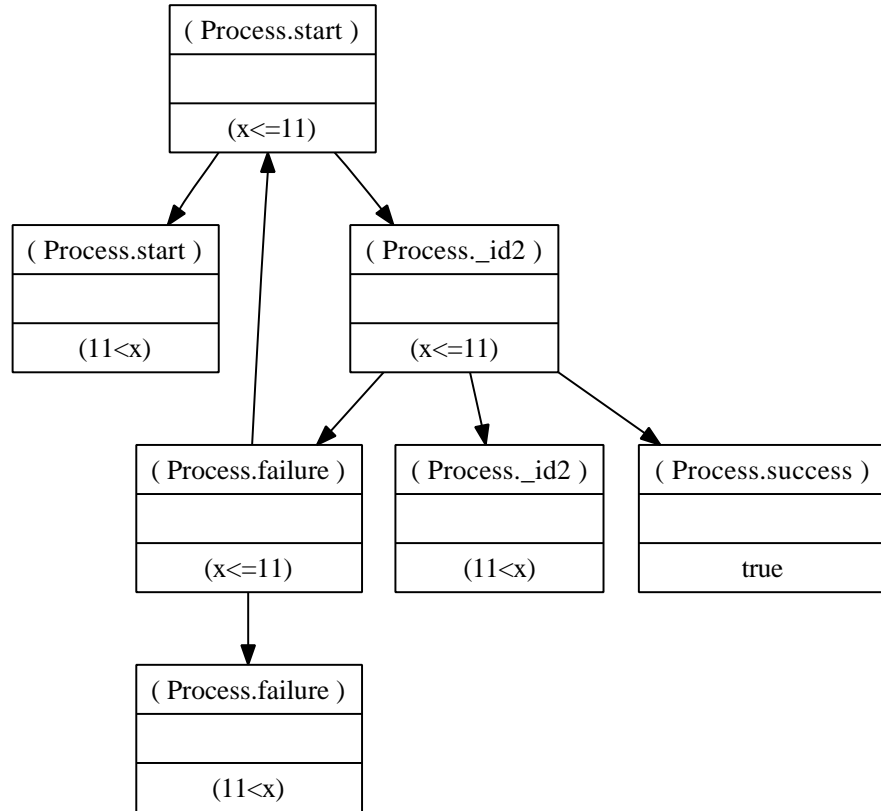 ( Process.start )
(x<=11)
( Process.start )
(11<x)
( Process._id2 )
(x<=11)
( Process.failure )
(x<=11)
( Process._id2 )
(11<x)
( Process.success )
true
( Process.failure )
(11<x)